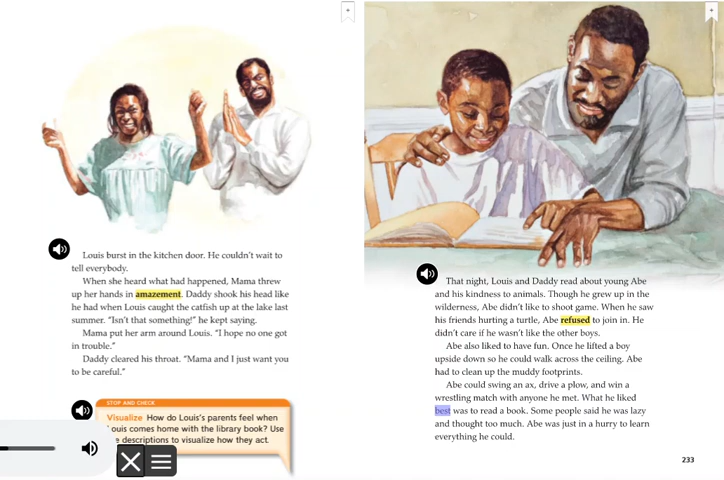 Louis burst in the kitchen door. He couldn't wait to
tell everybody.
When she heard what had happened, Mama threw
up her hands in amazement. Daddy shook his head like
he had when Louis caught the catfish up at the lake last
summer. "Isn't that something!" he kept saying.
Mama put her arm around Louis. "I hope no one got
in trouble."
Daddy cleared his throat. "Mama and I just want you
to be careful."
STOP AND CHECK
Visualize How do Louis's parents feel when
Louis comes home with the library book? Use
descriptions to visualize how they act.
That night, Louis and Daddy read about young Abe
and his kindness to animals. Though he grew up in the
wilderness, Abe didn't like to shoot game. When he saw
his friends hurting a turtle, Abe refused to join in. He
didn't care if he wasn't like the other boys.
Abe also liked to have fun. Once he lifted a boy
upside down so he could walk across the ceiling. Abe
had to clean up the muddy footprints.
Abe could swing an ax, drive a plow, and win a
wrestling match with anyone he met. What he liked
best was to read a book. Some people said he was lazy
and thought too much. Abe was just in a hurry to learn
everything he could.
233